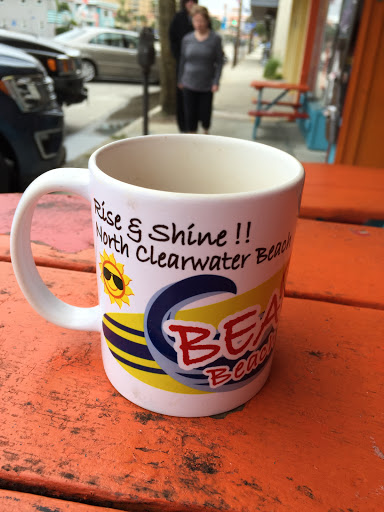 Rise & Shine !!
North Clearwater Beach
BEA
Beach